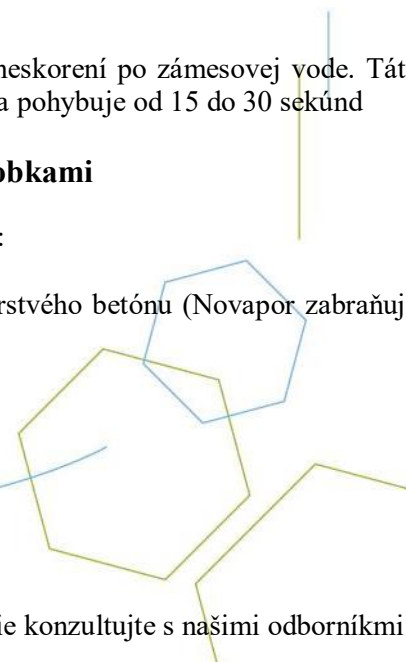 neskorení po zámesovej vode. Tát
a pohybuje od 15 do 30 sekúnd
obkami
:
rstvého betónu (Novapor zabraňuj
ie konzultujte s našimi odborníkmi